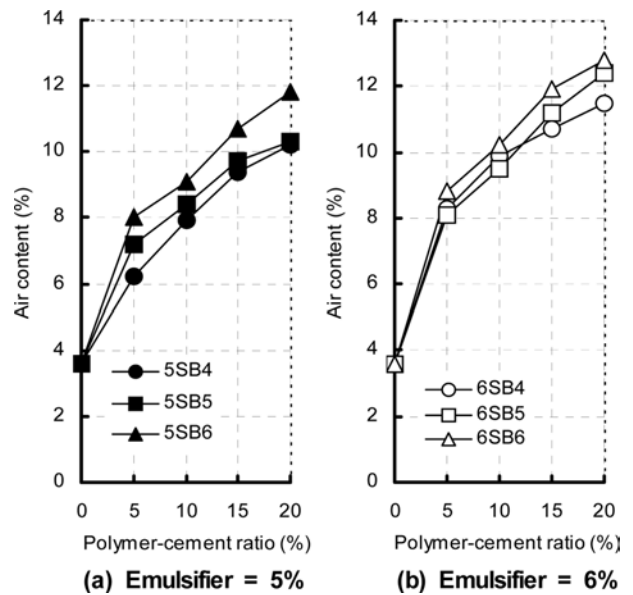 14
12
10
8
6
4
2
0
Air content (%)
5SB4
5SB5
5SB6
0 5 10 15 20
Polymer-cement ratio (%)
(a) Emulsifier = 5%
14
12
10
8
6
4
2
0
Air content (%)
6SB4
6SB5
6SB6
0 5 10 15 20
Polymer-cement ratio (%)
(b) Emulsifier = 6%